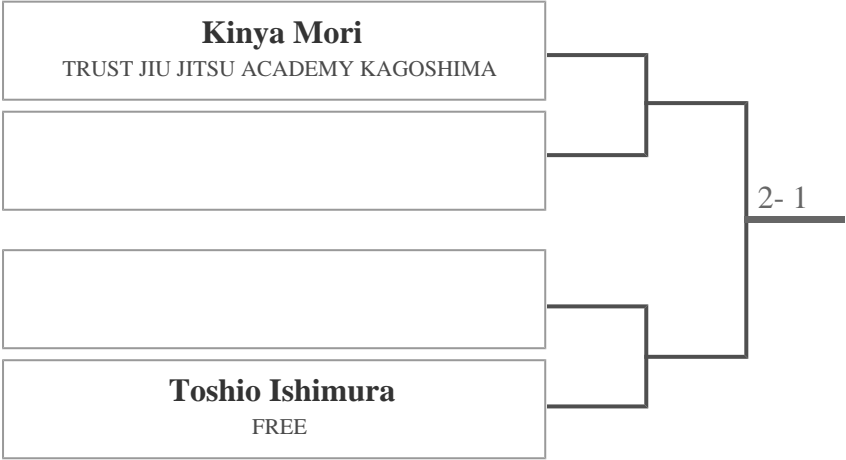 Kinya Mori
TRUST JIU JITSU ACADEMY KAGOSHIMA
2- 1
Toshio Ishimura
FREE